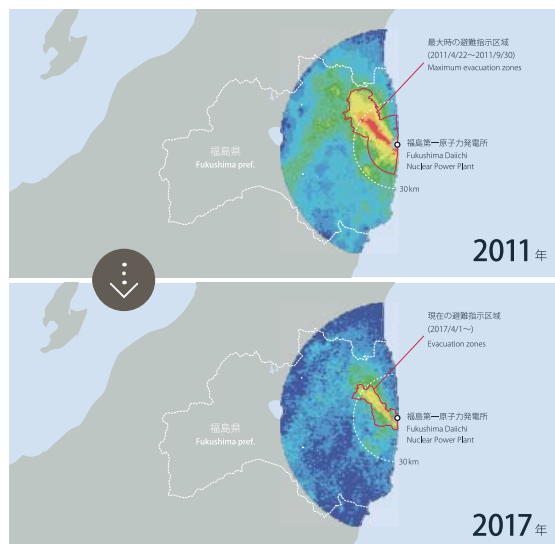 最大時の避難指示区域
(2011/4/22〜2011/9/30)
Maximum evacuation zones
福島県
Fukushima pref.
福島第一原子力発電所
Fukushima Daiichi
Nuclear Power Plant
30km
2011年
現在の避難指示区域
(2017/4/1〜)
Evacuation zones
福島県
Fukushima pref.
福島第一原子力発電所
Fukushima Daiichi
Nuclear Power Plant
30km
2017年